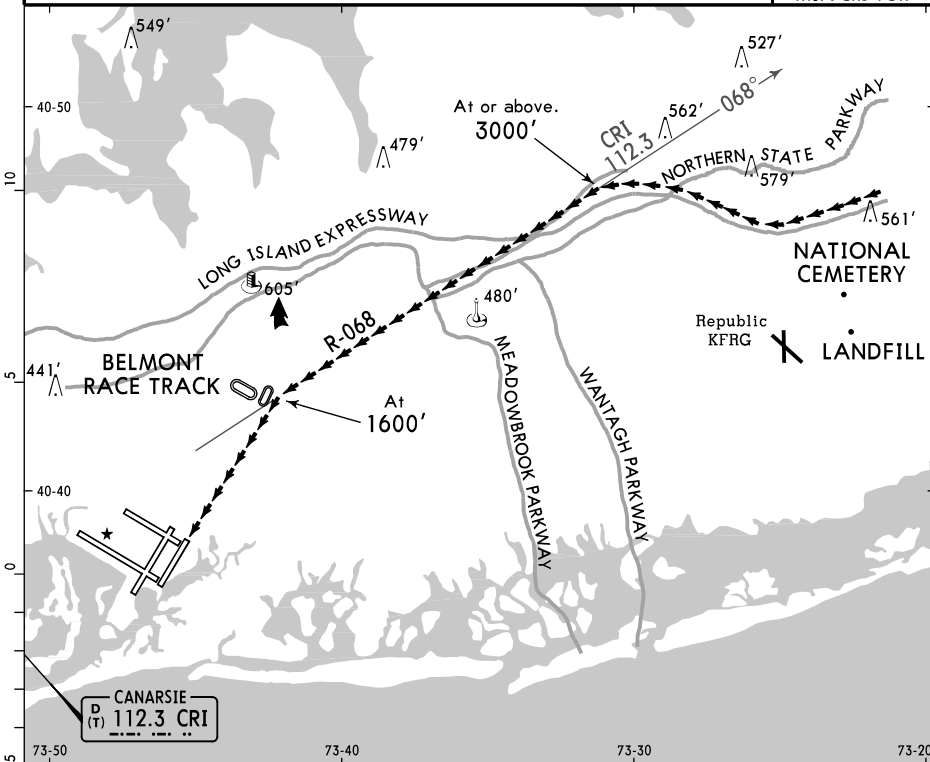 549'
527'
40-50
At or above.
3000'
068°
562'
CRI
112.3
PARKWAY
479'
NORTHERN STATE
579'
10
561'
LONG ISLAND EXPRESSWAY
NATIONAL
CEMETERY
605'
480'
R-068
Republic
KFRG
LANDFILL
BELMONT
RACE TRACK
441'
5
At
1600'
MEADOWBROOK PARKWAY
WANTAGH PARKWAY
40-40
0
CANARSIE
D
(T) 112.3 CRI
5
73-50
73-40
73-30
73-20